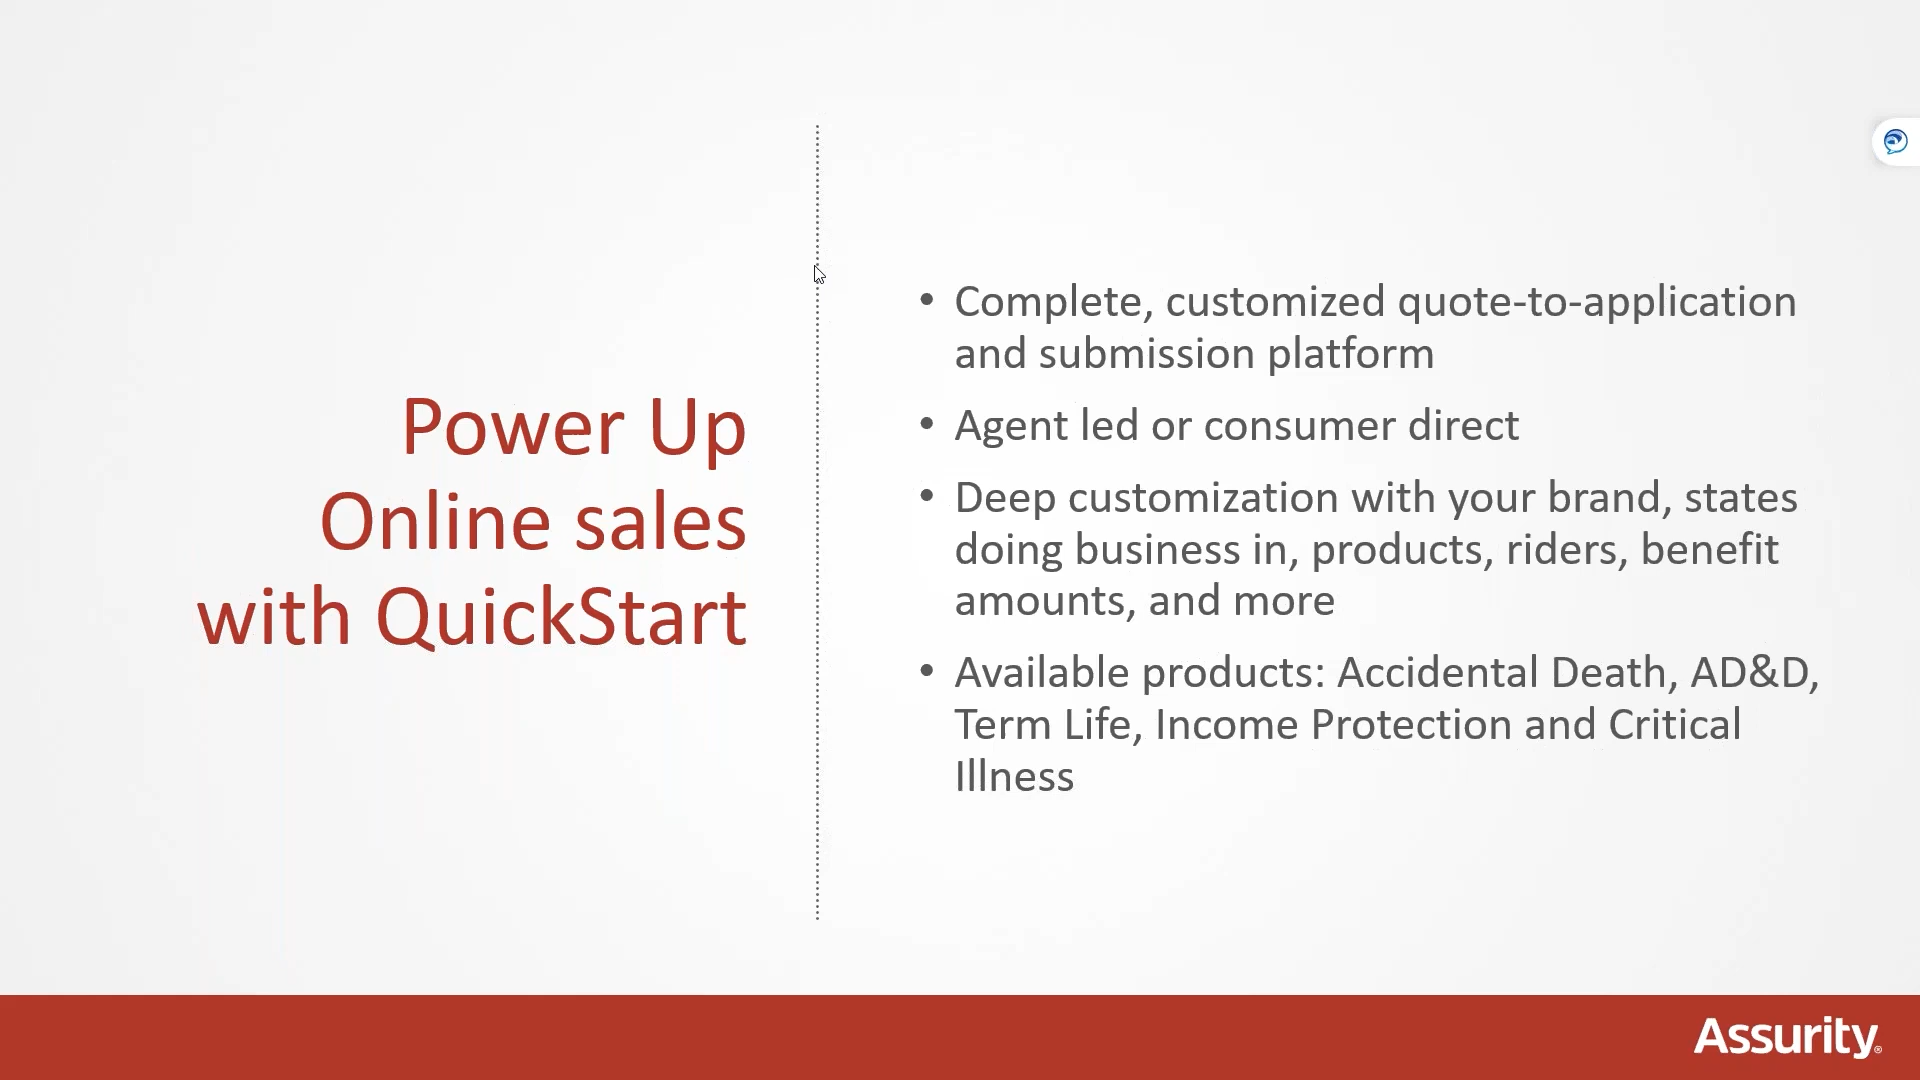 Power Up
Online sales
with QuickStart
• Complete, customized quote-to-application
and submission platform
• Agent led or consumer direct
• Deep customization with your brand, states
doing business in, products, riders, benefit
amounts, and more
• Available products: Accidental Death, AD&D,
Term Life, Income Protection and Critical
Illness
Assurity®